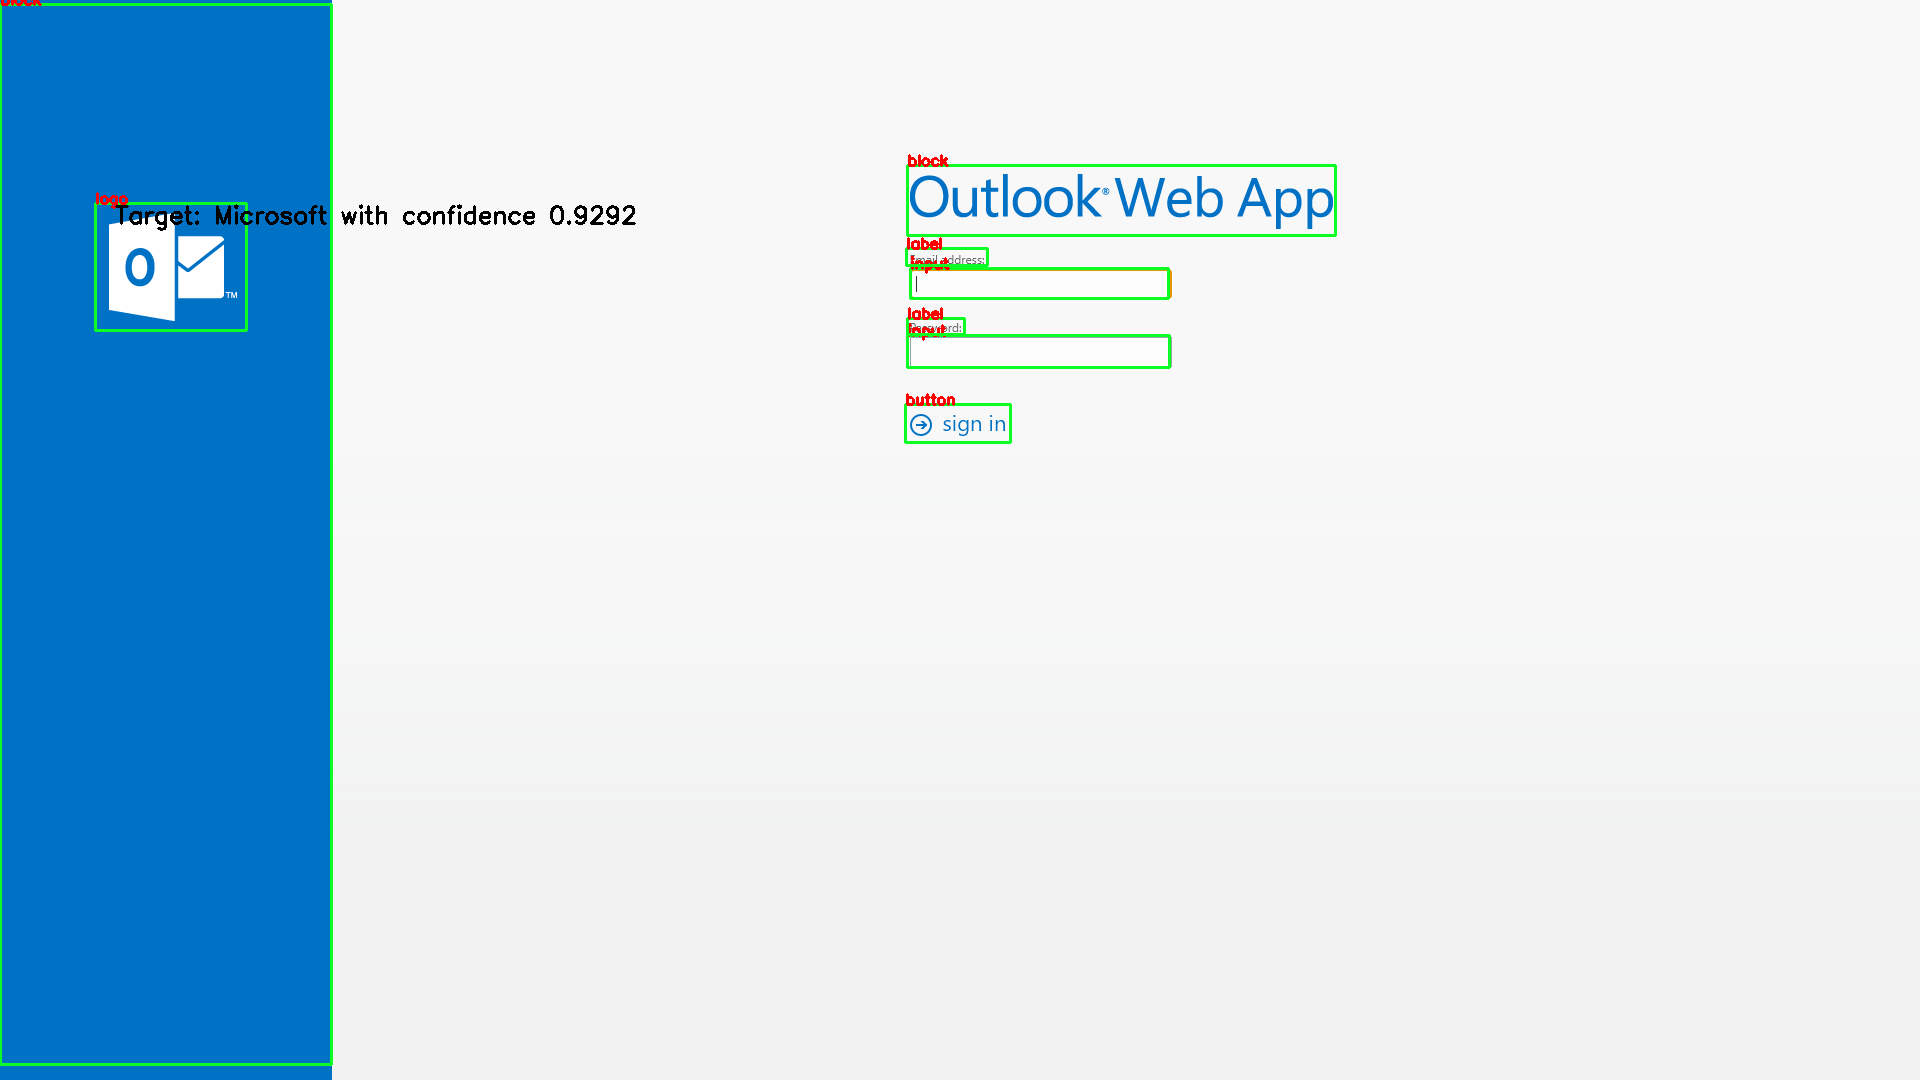 block
logo
Target: Microsoft with confidence 0.9292
O
TM
block
Outlook® Web App
label
Email address:
input
label
Password:
input
button
sign in